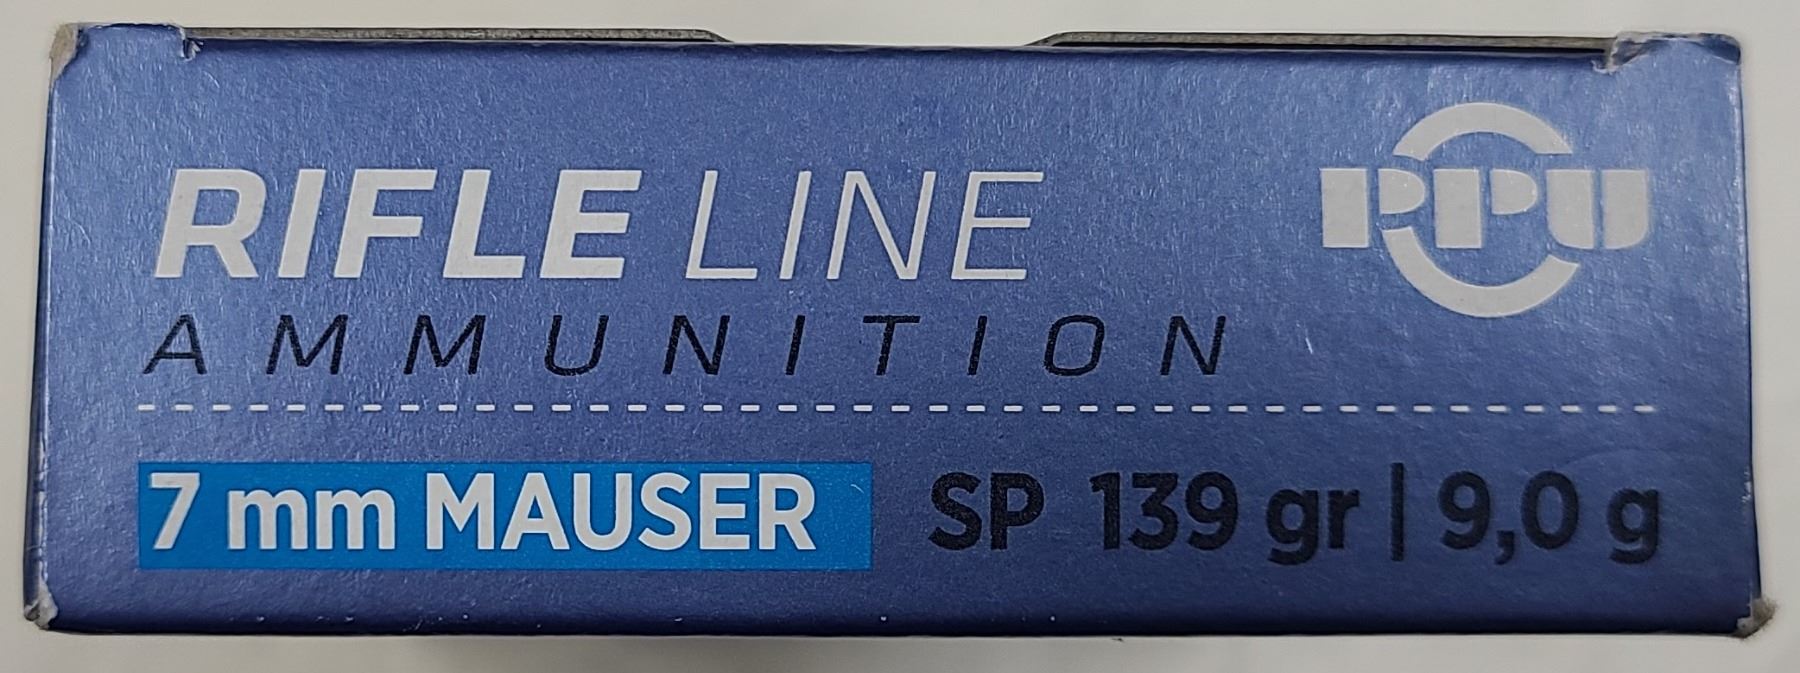 RIFLE LINE
PPU
AMMUNITION
7 mm MAUSER SP 139 gr | 9,0 g